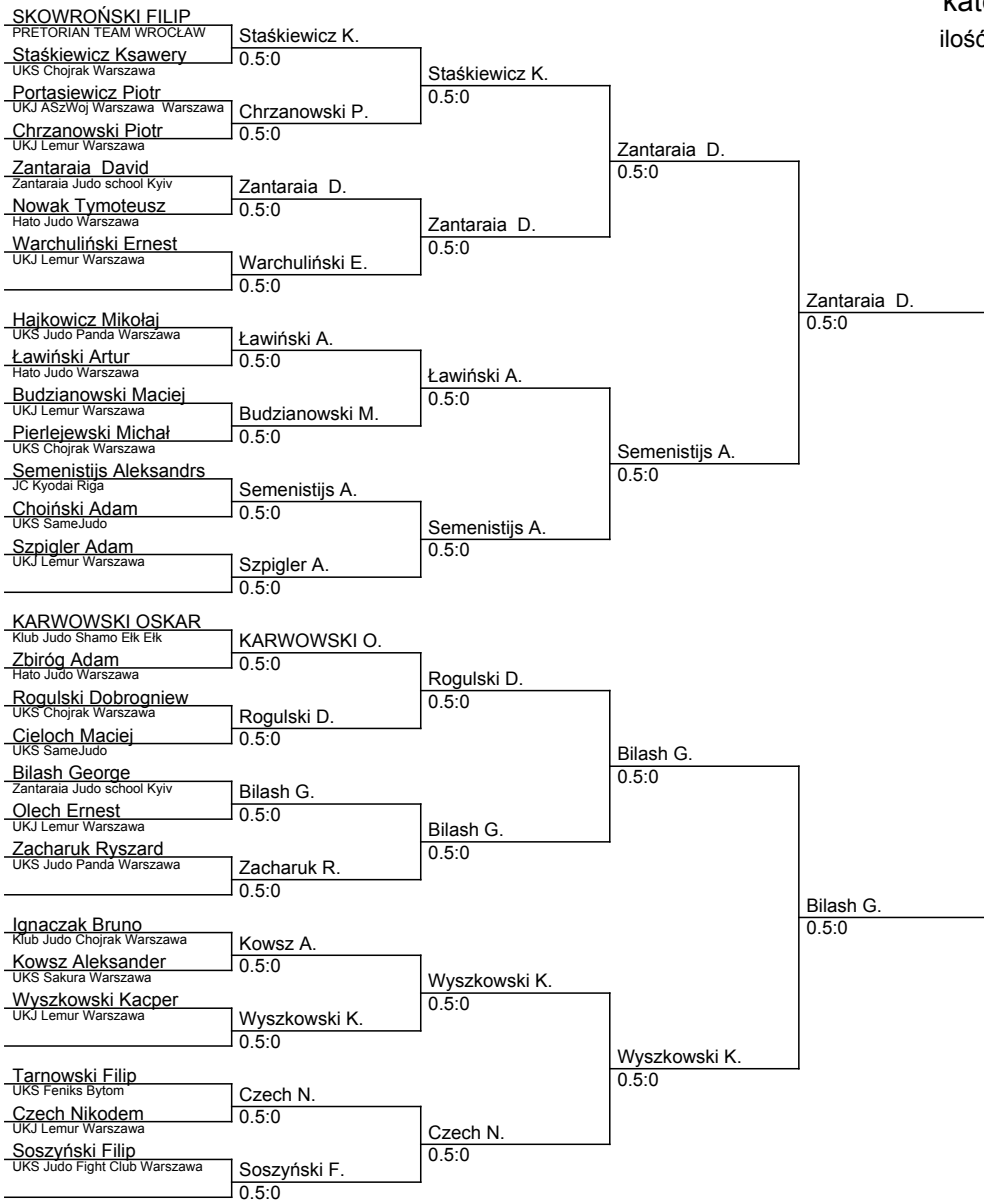 SKOWROŃSKI FILIP
PRETORIAN TEAM WROCŁAW
Staśkiewicz Ksawery
UKS Chojrak Warszawa
Portasiewicz Piotr
UKJ ASzWoj Warszawa  Warszawa
Chrzanowski Piotr
UKJ Lemur Warszawa
Zantaraia  David
Zantaraia Judo school Kyiv
Nowak Tymoteusz
Hato Judo Warszawa
Warchuliński Ernest
UKJ Lemur Warszawa
Hajkowicz Mikołaj
UKS Judo Panda Warszawa
Ławiński Artur
Hato Judo Warszawa
Budzianowski Maciej
UKJ Lemur Warszawa
Pierlejewski Michał
UKS Chojrak Warszawa
Semenistijs Aleksandrs
JC Kyodai Riga
Choiński Adam
UKS SameJudo
Szpigler Adam
UKJ Lemur Warszawa
KARWOWSKI OSKAR
Klub Judo Shamo Ełk Ełk
Zbiróg Adam
Hato Judo Warszawa
Rogulski Dobrogniew
UKS Chojrak Warszawa
Cieloch Maciej
UKS SameJudo
Bilash George
Zantaraia Judo school Kyiv
Olech Ernest
UKJ Lemur Warszawa
Zacharuk Ryszard
UKS Judo Panda Warszawa
Ignaczak Bruno
Klub Judo Chojrak Warszawa
Kowsz Aleksander
UKS Sakura Warszawa
Wyszkowski Kacper
UKJ Lemur Warszawa
Tarnowski Filip
UKS Feniks Bytom
Czech Nikodem
UKJ Lemur Warszawa
Soszyński Filip
UKS Judo Fight Club Warszawa
Staśkiewicz K.
0.5:0
Chrzanowski P.
0.5:0
Zantaraia  D.
0.5:0
Warchuliński E.
0.5:0
Ławiński A.
0.5:0
Budzianowski M.
0.5:0
Semenistijs A.
0.5:0
Szpigler A.
0.5:0
KARWOWSKI O.
0.5:0
Rogulski D.
0.5:0
Bilash G.
0.5:0
Zacharuk R.
0.5:0
Kowsz A.
0.5:0
Wyszkowski K.
0.5:0
Czech N.
0.5:0
Soszyński F.
0.5:0
Staśkiewicz K.
0.5:0
Zantaraia  D.
0.5:0
Ławiński A.
0.5:0
Semenistijs A.
0.5:0
Rogulski D.
0.5:0
Bilash G.
0.5:0
Wyszkowski K.
0.5:0
Czech N.
0.5:0
Zantaraia  D.
0.5:0
Semenistijs A.
0.5:0
Bilash G.
0.5:0
Wyszkowski K.
0.5:0
Zantaraia  D.
0.5:0
Bilash G.
0.5:0
ilość